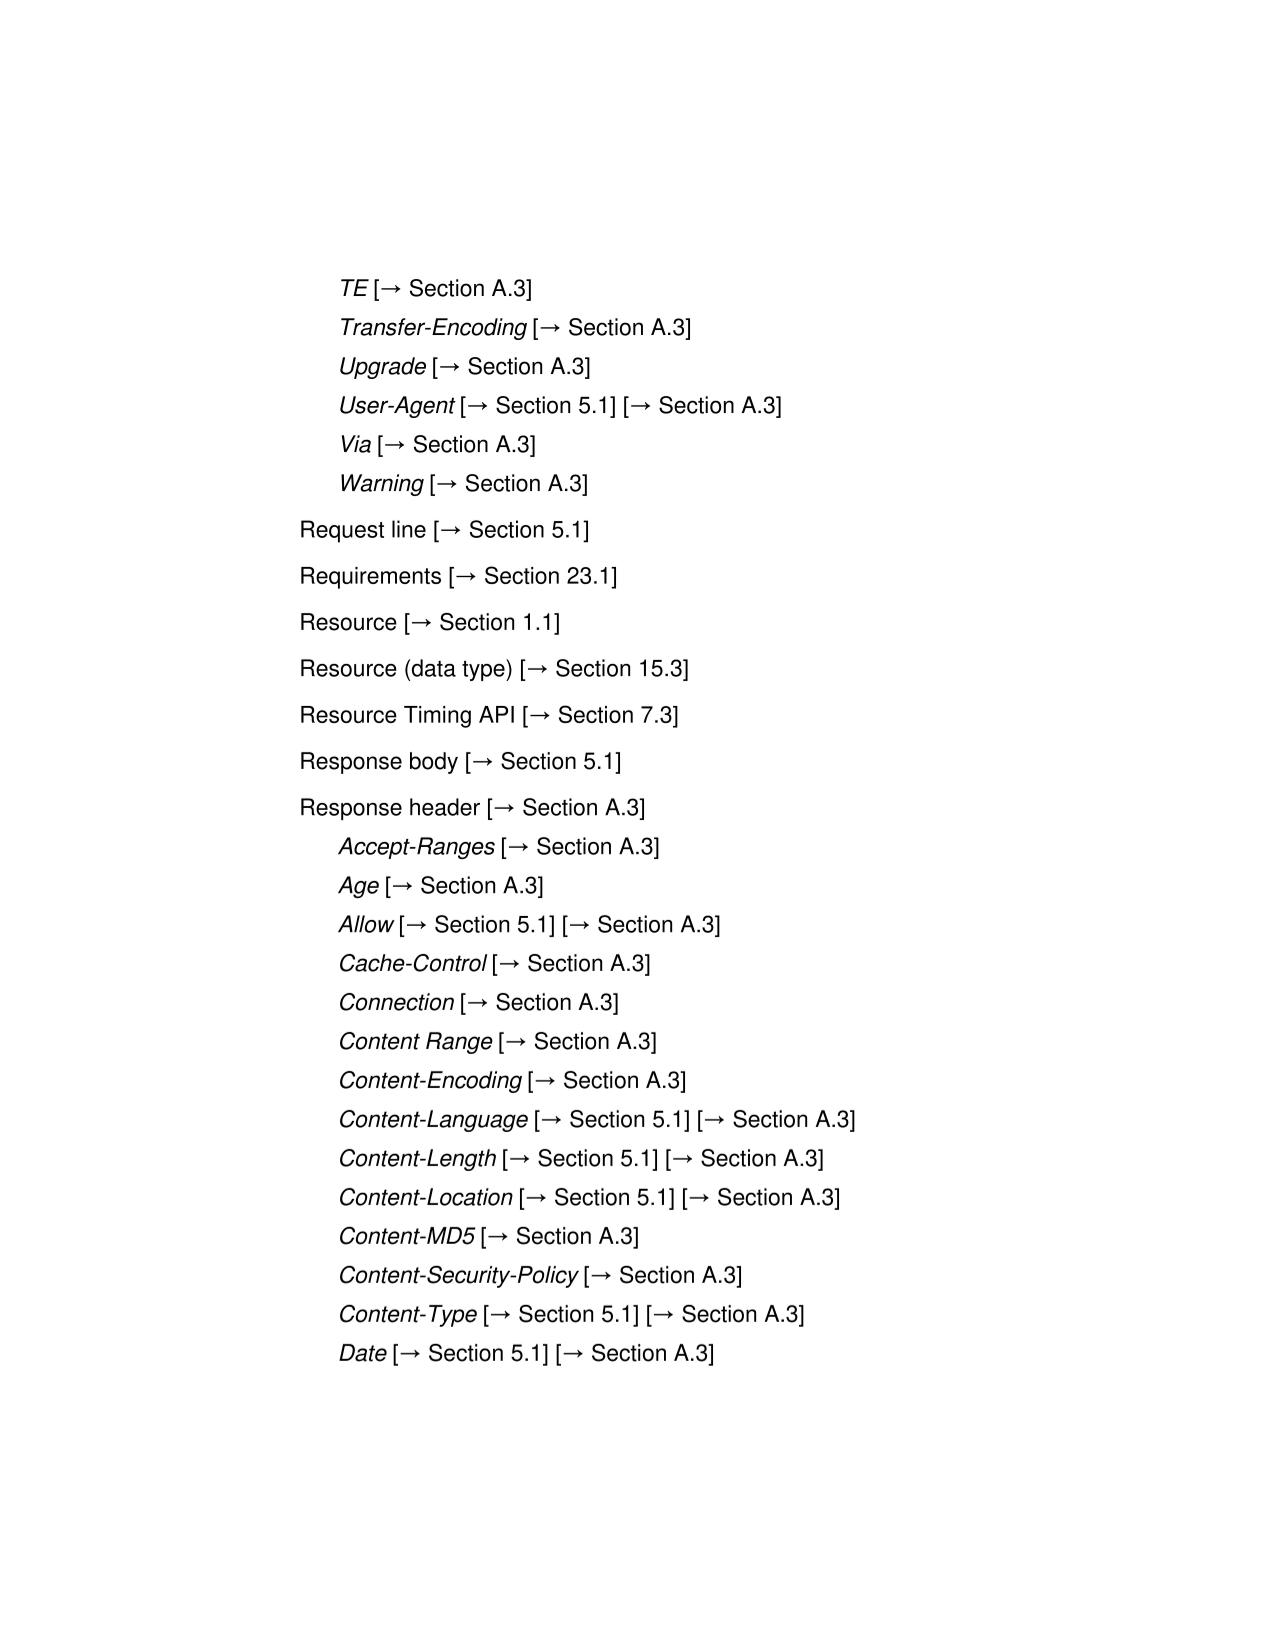 TE [→ Section A.3]
Transfer-Encoding [→ Section A.3]
Upgrade [→ Section A.3]
User-Agent [→ Section 5.1] [→ Section A.3]
Via [→ Section A.3]
Warning [→ Section A.3]
Request line [→ Section 5.1]
Requirements [→ Section 23.1]
Resource [→ Section 1.1]
Resource (data type) [→ Section 15.3]
Resource Timing API [→ Section 7.3]
Response body [→ Section 5.1]
Response header [→ Section A.3]
Accept-Ranges [→ Section A.3]
Age [→ Section A.3]
Allow [→ Section 5.1] [→ Section A.3]
Cache-Control [→ Section A.3]
Connection [→ Section A.3]
Content Range [→ Section A.3]
Content-Encoding [→ Section A.3]
Content-Language [→ Section 5.1] [→ Section A.3]
Content-Length [→ Section 5.1] [→ Section A.3]
Content-Location [→ Section 5.1] [→ Section A.3]
Content-MD5 [→ Section A.3]
Content-Security-Policy [→ Section A.3]
Content-Type [→ Section 5.1] [→ Section A.3]
Date [→ Section 5.1] [→ Section A.3]